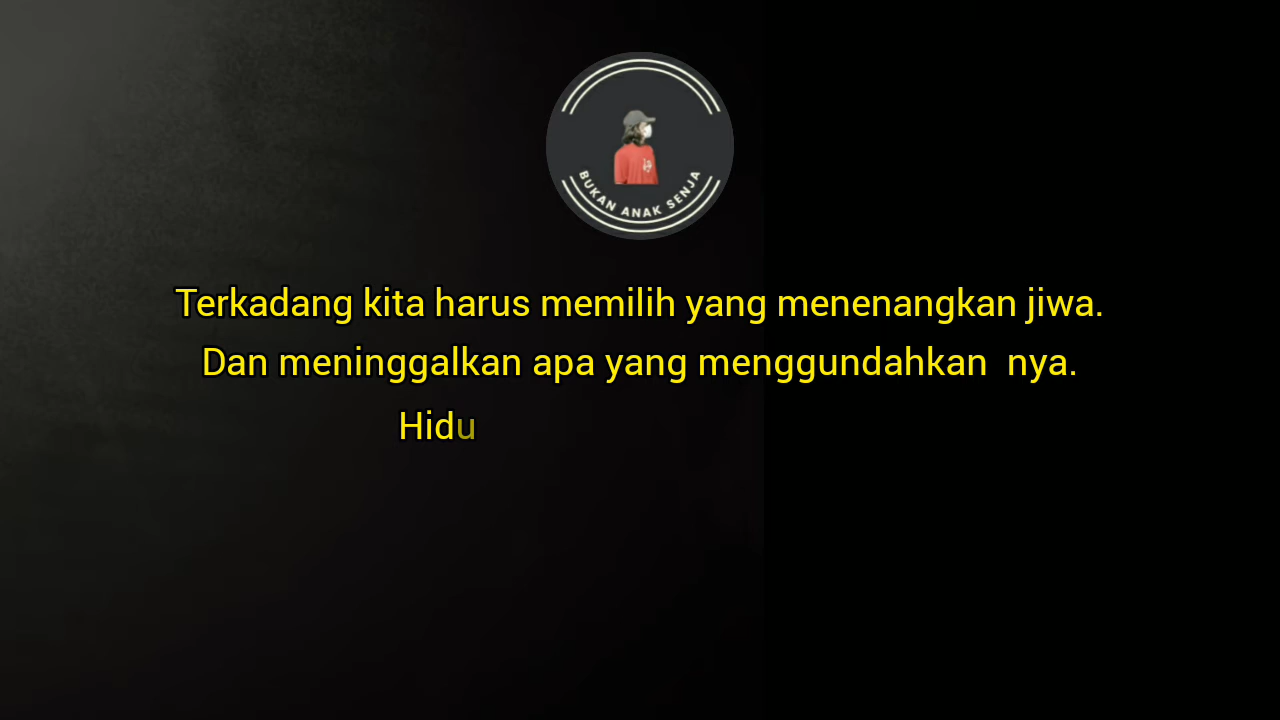 BUKAN ANAK SENJA
Terkadang kita harus memilih yang menenangkan jiwa.
Dan meninggalkan apa yang menggundahkan  nya.
Hidu